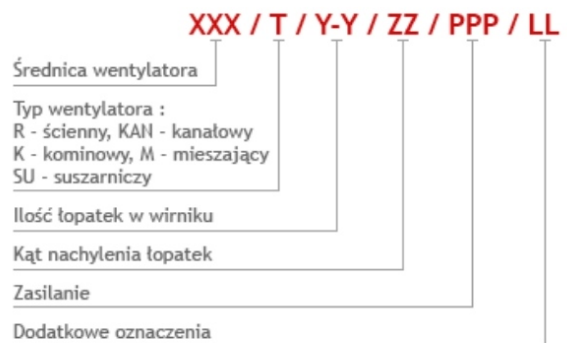 XXX / T / Y-Y / ZZ / PPP / LL
Średnica wentylatora
Typ wentylatora :
R - ścienny, KAN - kanałowy
K - kominowy, M - mieszający
SU - suszarniczy
Ilość łopatek w wirniku
Kąt nachylenia łopatek
Zasilanie
Dodatkowe oznaczenia